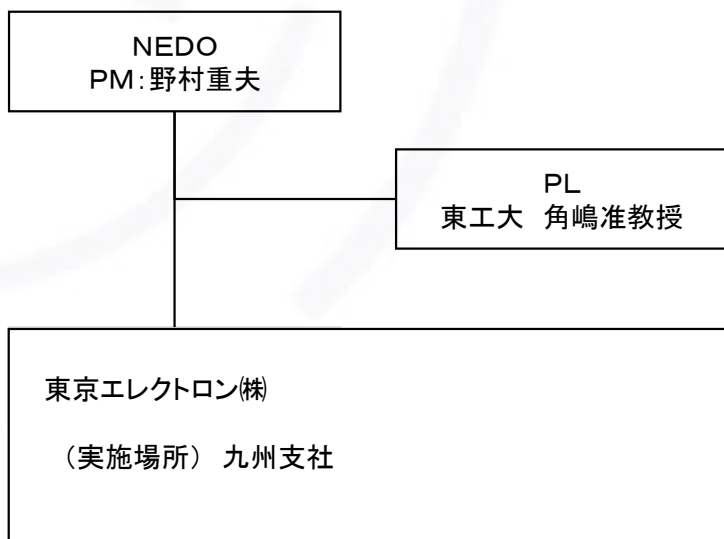 NEDO
PM:野村重夫
PL
東工大　角嶋准教授
東京エレクトロン㈱
（実施場所） 九州支社